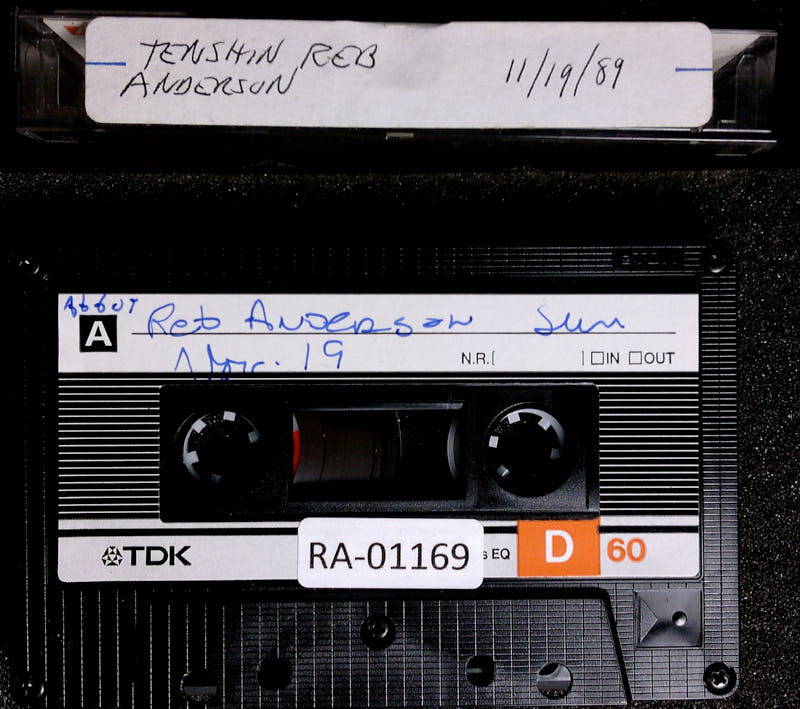 TENSHIN REB
ANDERSON
11/19/89
ABBOT
A
Reb ANDERSON Sun
Nov. 19
N.R.[ ] □IN □OUT
TDK
RA-01169
s EQ
D
60